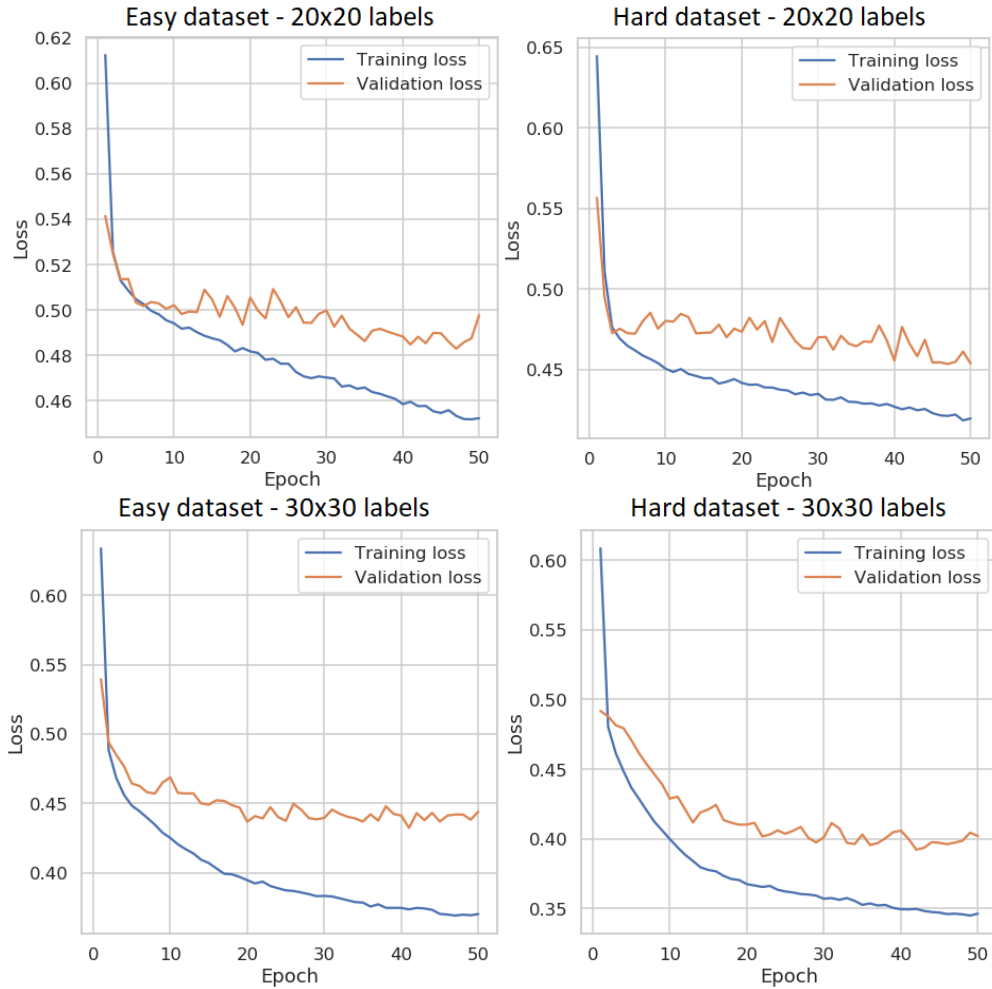 Easy dataset - 20x20 labels
0.62
0.60
0.58
0.56
0.54
0.52
0.50
0.48
0.46
Loss
Training loss
Validation loss
0 10 20 30 40 50
Epoch
Hard dataset - 20x20 labels
0.65
0.60
0.55
0.50
0.45
Loss
Training loss
Validation loss
0 10 20 30 40 50
Epoch
Easy dataset - 30x30 labels
0.60
0.55
0.50
0.45
0.40
Loss
Training loss
Validation loss
0 10 20 30 40 50
Epoch
Hard dataset - 30x30 labels
0.60
0.55
0.50
0.45
0.40
0.35
Loss
Training loss
Validation loss
0 10 20 30 40 50
Epoch